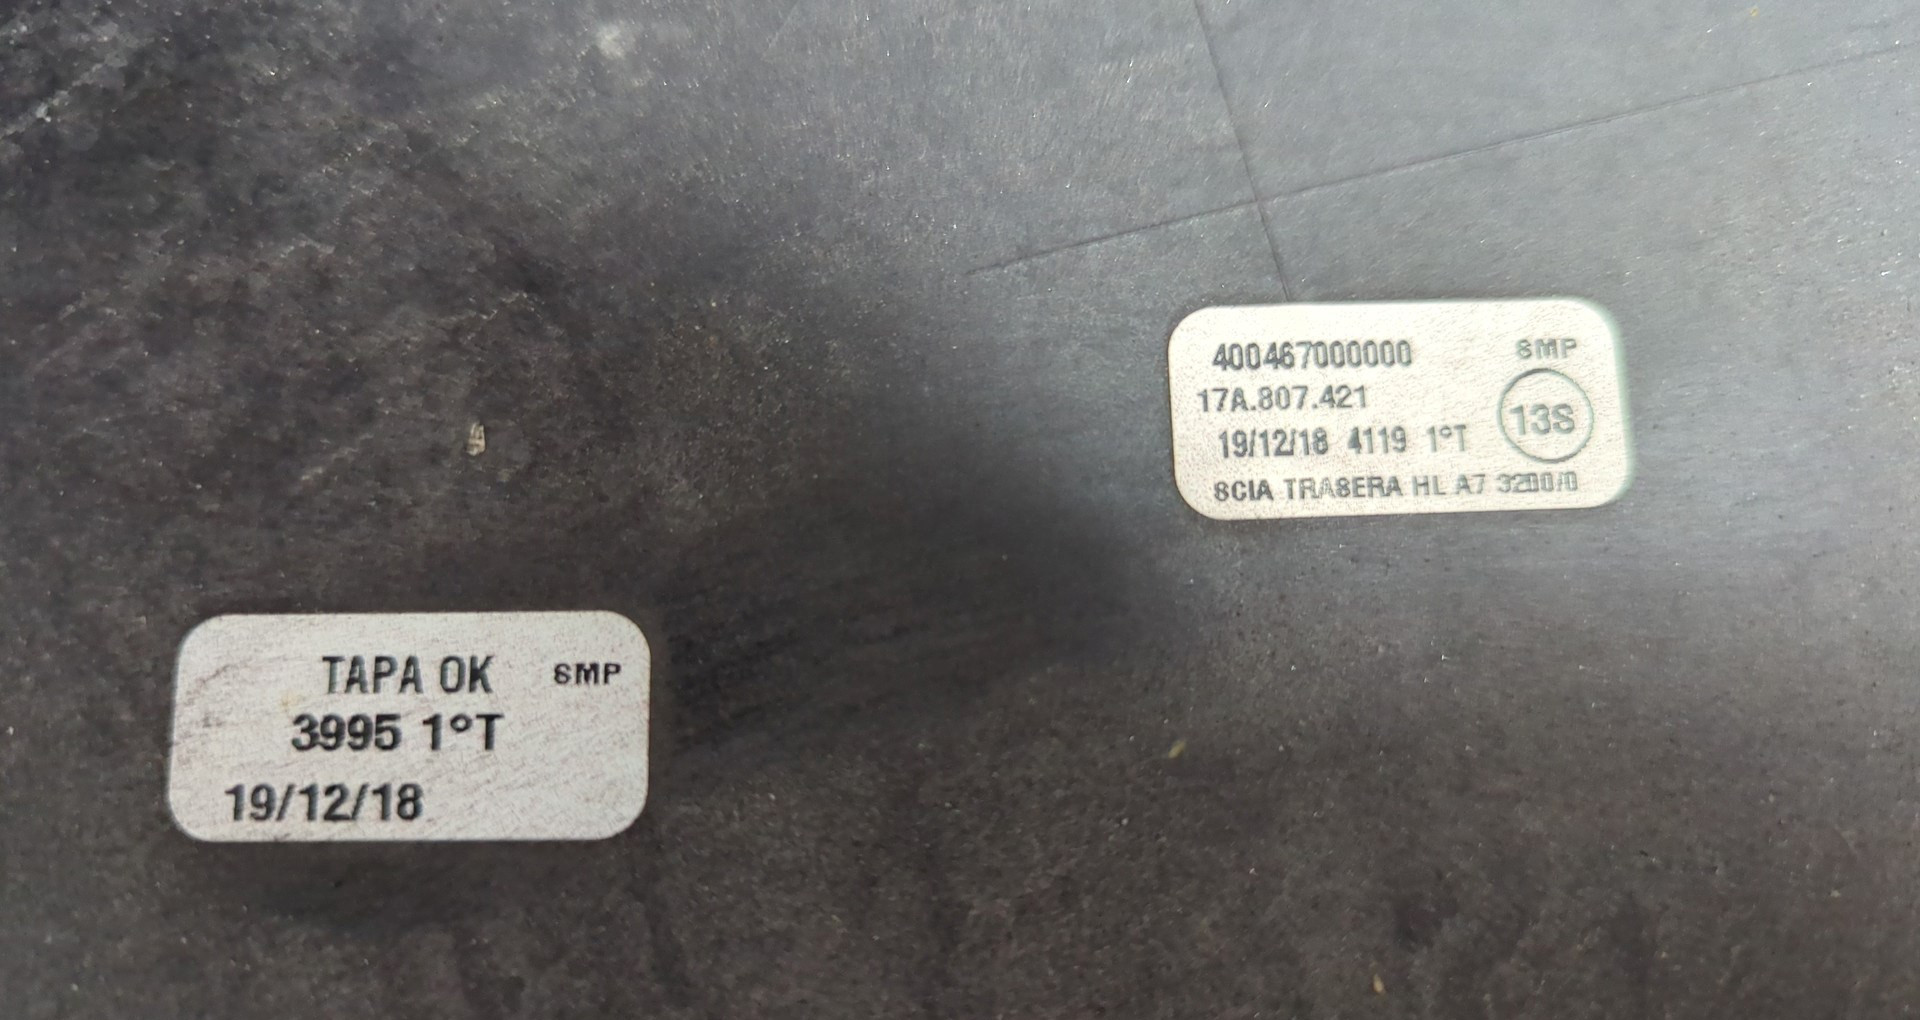 TAPA OK SMP
3995 1°T
19/12/18
400467000000 SMP
17A.807.421
19/12/18 4119 1°T 13S
SCIA TRASERA HL A7 3200/0